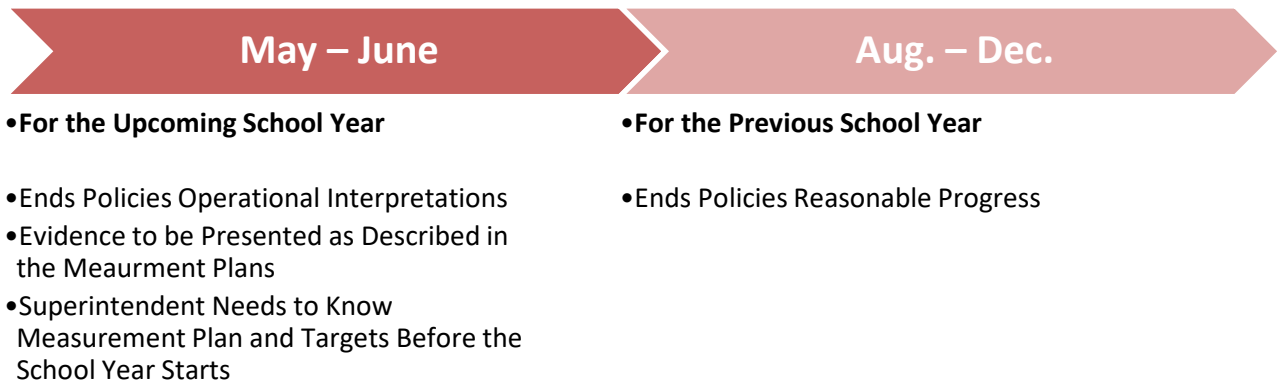 May – June
Aug. – Dec.
•For the Upcoming School Year
•Ends Policies Operational Interpretations
•Evidence to be Presented as Described in
the Meaurment Plans
•Superintendent Needs to Know
Measurement Plan and Targets Before the
School Year Starts
•For the Previous School Year
•Ends Policies Reasonable Progress